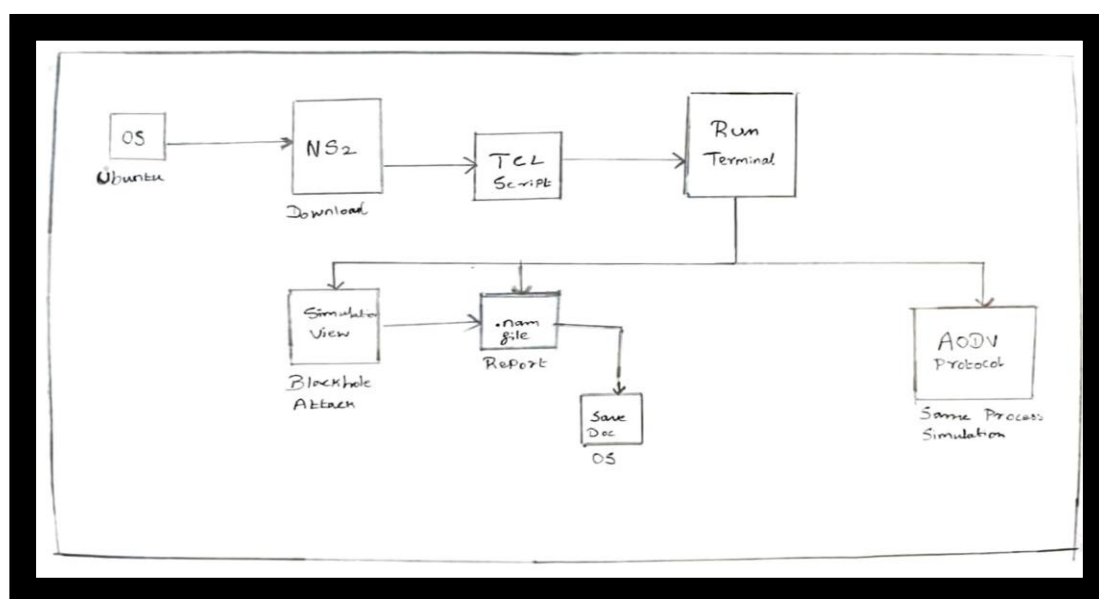 OS
Ubuntu
NS2
Download
TCL
Script
Run
Terminal
Simulation
View
Blackhole
Attack
.nam
file
Report
Save
Doc
OS
AODV
Protocol
Same Process
Simulation